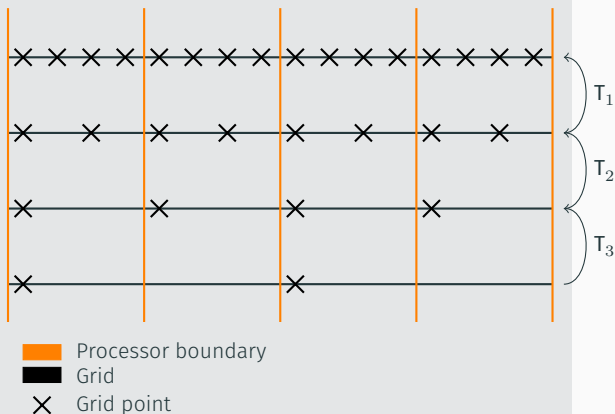 T₁
T₂
T₃
Processor boundary
Grid
Grid point